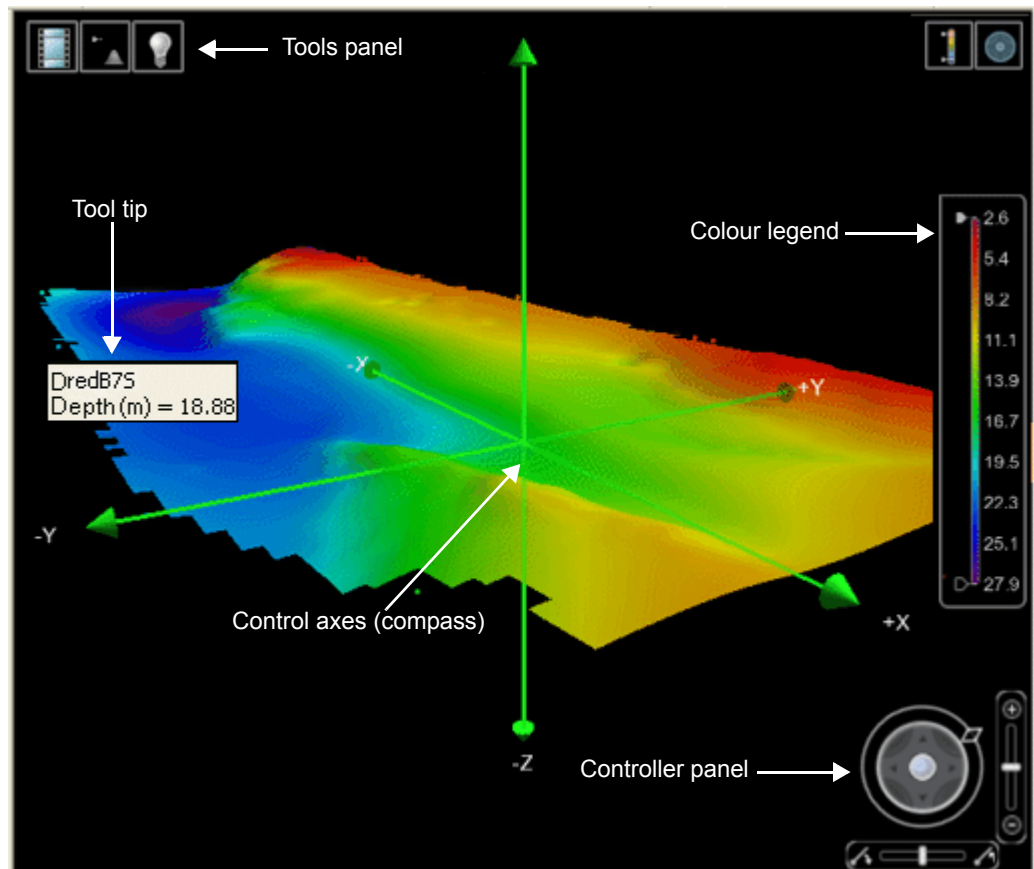 Tools panel
Tool tip
Colour legend
2.6
5.4
8.2
11.1
13.9
16.7
19.5
22.3
25.1
27.9
-X
+Y
DredB7S
Depth (m) = 18.88
-Y
Control axes (compass)
+X
-Z
Controller panel